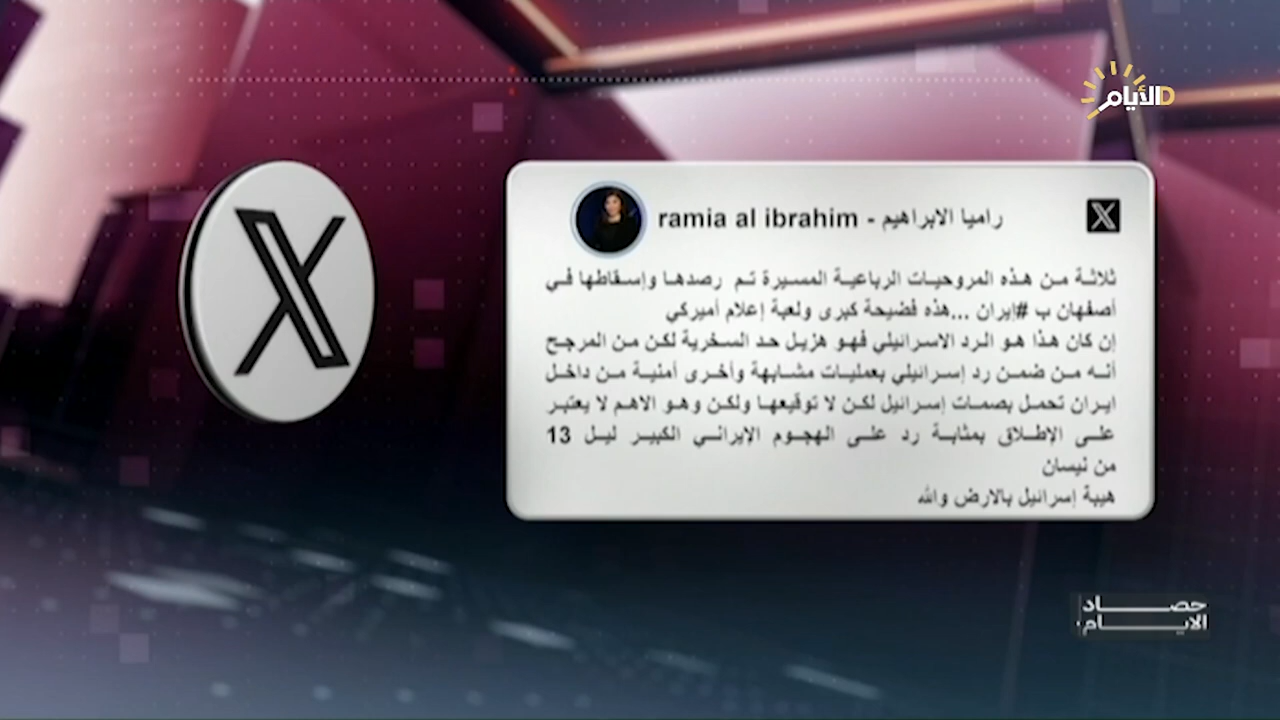 الأيام
ramia al ibrahim - راميا الابراهيم
ثلاثة من هذه المروحيات الرباعية المسيرة تم رصدها وإسقاطها في
أصفهان ب #إيران ...هذه فضيحة كبرى ولعبة إعلام أميركي
إن كان هذا هو الرد الاسرائيلي فهو هزيل حد السخرية لكن من المرجح
أنه من ضمن رد إسرائيلي بعمليات مشابهة وأخرى أمنية من داخل
ايران تحمل بصمات إسرائيل لكن لا توقيعها ولكن وهو الاهم لا يعتبر
على الإطلاق بمثابة رد على الهجوم الإيراني الكبير ليل 13
من نيسان
هيبة إسرائيل بالارض والله
حصاد
الايام